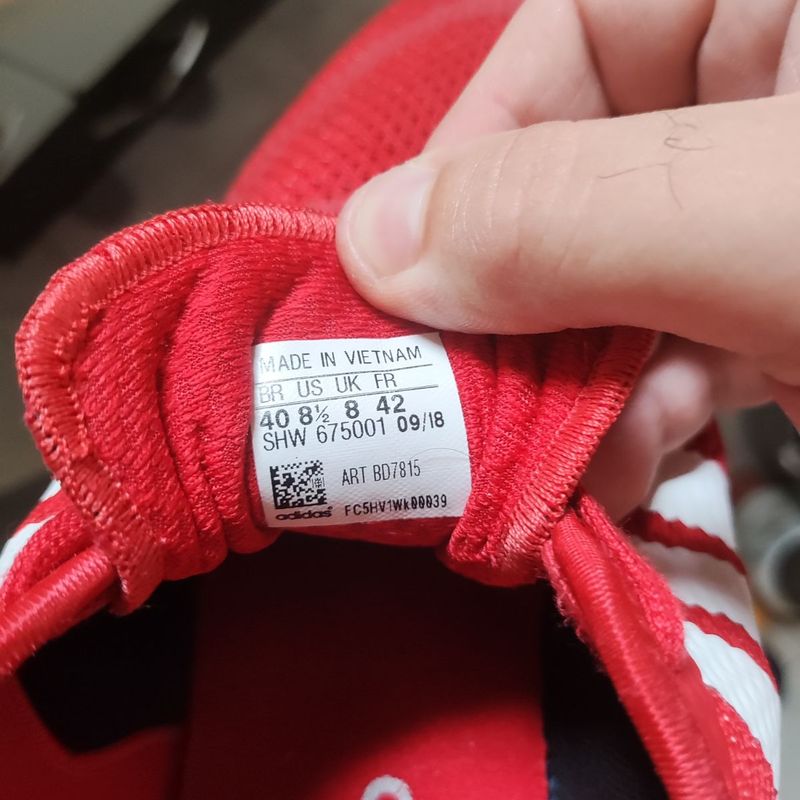 MADE IN VIETNAM
BR US UK FR
40 8½ 8 42
SHW 675001 09/18
ART BD7815
adidas FC5HV1Wk00039